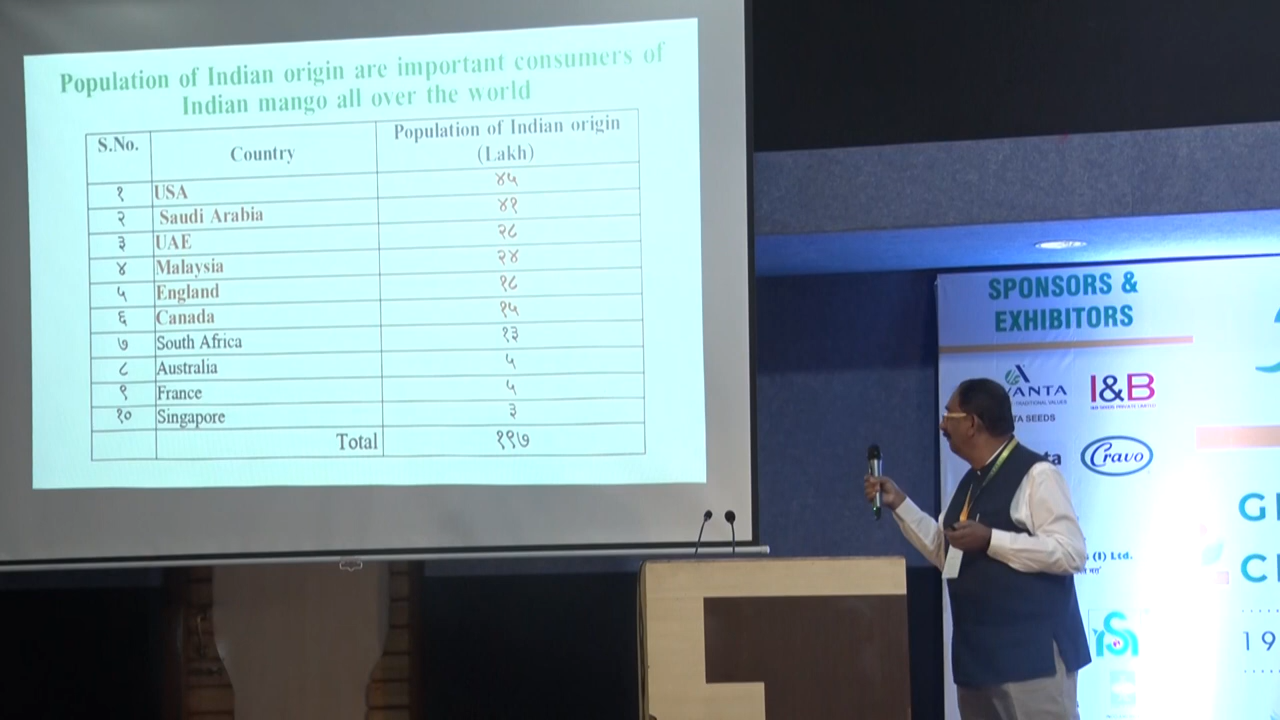 Population of Indian origin are important consumers of
Indian mango all over the world
S.No. Country Population of Indian origin (Lakh)
१ USA ४५
२ Saudi Arabia ४१
३ UAE २८
४ Malaysia २४
५ England १८
६ Canada १५
७ South Africa १३
८ Australia ५
९ France ५
१० Singapore ३
Total १९७
SPONSORS &
EXHIBITORS
I&B
Cravo
(I) Ltd.
19